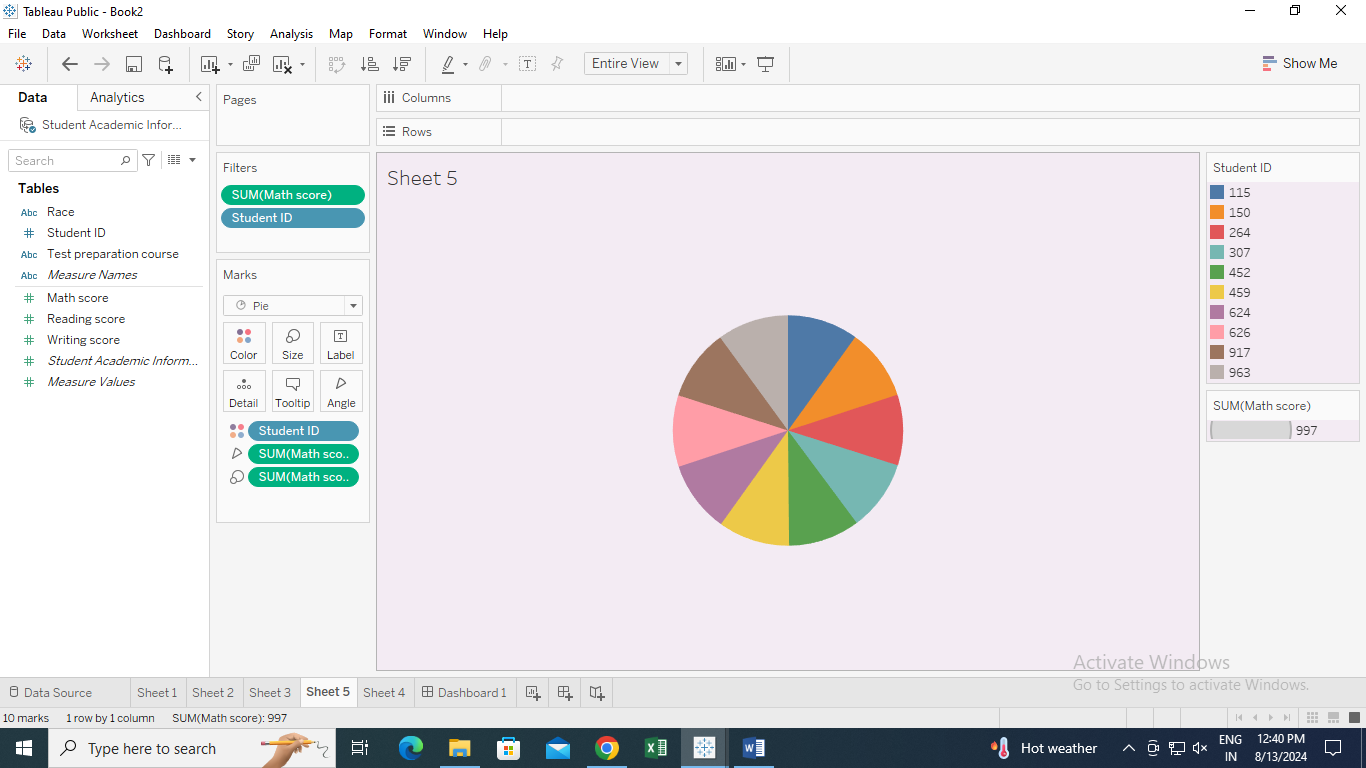 Tableau Public - Book2
File Data Worksheet Dashboard Story Analysis Map Format Window Help
Entire View
Show Me
Data Analytics
Student Academic Infor...
Search
Tables
Abc Race
# Student ID
Abc Test preparation course
Abc Measure Names
# Math score
# Reading score
# Writing score
# Student Academic Inform...
# Measure Values
Pages
Filters
SUM(Math score)
Student ID
Marks
Pie
Color Size Label
Detail Tooltip Angle
Student ID
SUM(Math sco..
SUM(Math sco..
Columns
Rows
Sheet 5
Student ID
115
150
264
307
452
459
624
626
917
963
SUM(Math score)
997
Activate Windows
Go to Settings to activate Windows.
Data Source Sheet 1 Sheet 2 Sheet 3 Sheet 5 Sheet 4 Dashboard 1
10 marks 1 row by 1 column SUM(Math score): 997
Type here to search
Hot weather
ENG
IN
12:40 PM
8/13/2024